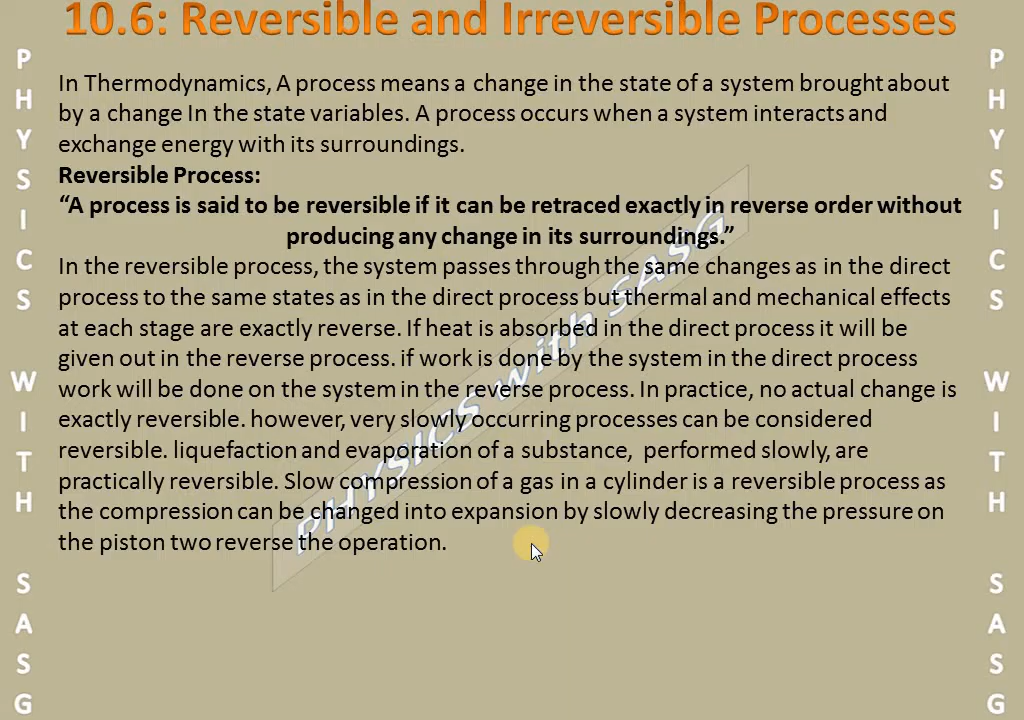 10.6: Reversible and Irreversible Processes
In Thermodynamics, A process means a change in the state of a system brought about
by a change In the state variables. A process occurs when a system interacts and
exchange energy with its surroundings.
Reversible Process:
“A process is said to be reversible if it can be retraced exactly in reverse order without
producing any change in its surroundings.”
In the reversible process, the system passes through the same changes as in the direct
process to the same states as in the direct process but thermal and mechanical effects
at each stage are exactly reverse. If heat is absorbed in the direct process it will be
given out in the reverse process. if work is done by the system in the direct process
work will be done on the system in the reverse process. In practice, no actual change is
exactly reversible. however, very slowly occurring processes can be considered
reversible. liquefaction and evaporation of a substance, performed slowly, are
practically reversible. Slow compression of a gas in a cylinder is a reversible process as
the compression can be changed into expansion by slowly decreasing the pressure on
the piston two reverse the operation.
PHYSICS WITH SASG
PHYSICS WITH SASG
PHYSICS with SASG